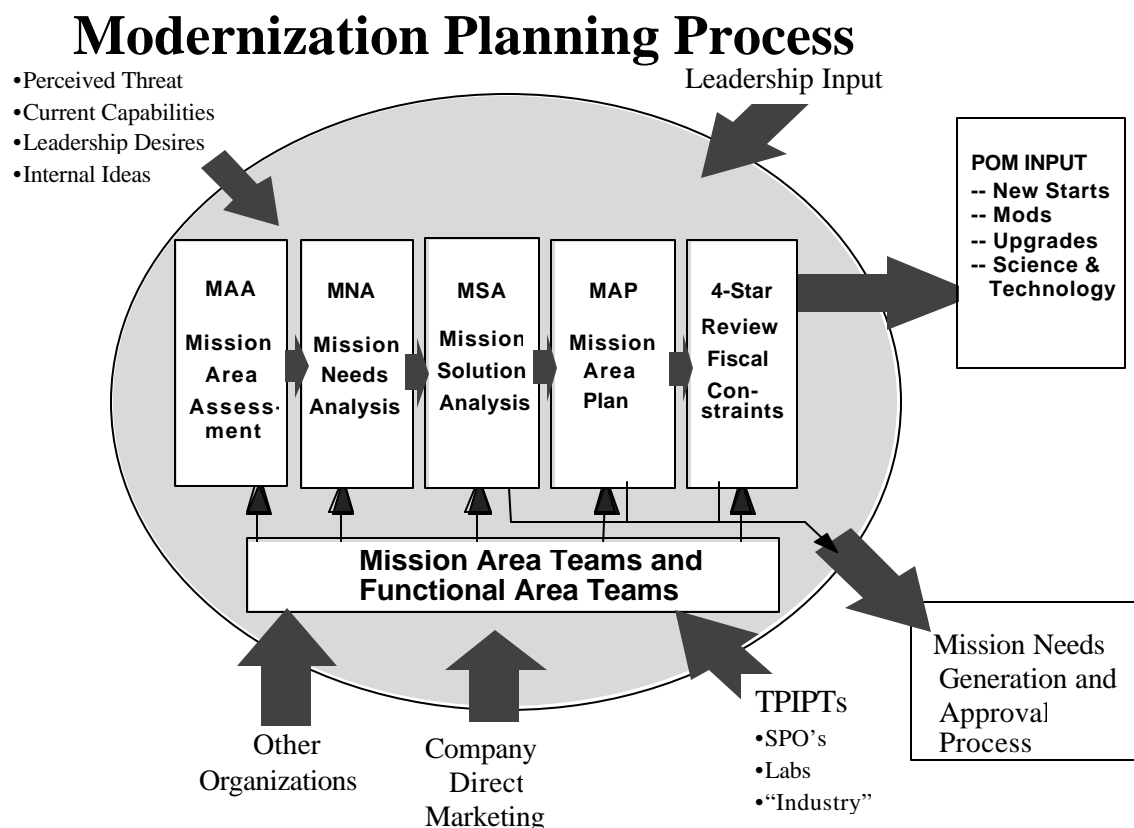 Modernization Planning Process
•Perceived Threat
•Current Capabilities
•Leadership Desires
•Internal Ideas
Leadership Input
MAA
Mission
Area
Assess-
ment
MNA
Mission
Needs
Analysis
MSA
Mission
Solution
Analysis
MAP
Mission
Area
Plan
4-Star
Review
Fiscal
Con-
straints
POM INPUT
-- New Starts
-- Mods
-- Upgrades
-- Science &
Technology
Mission Area Teams and
Functional Area Teams
Other
Organizations
Company
Direct
Marketing
TPIPTs
•SPO’s
•Labs
•“Industry”
Mission Needs
Generation and
Approval
Process